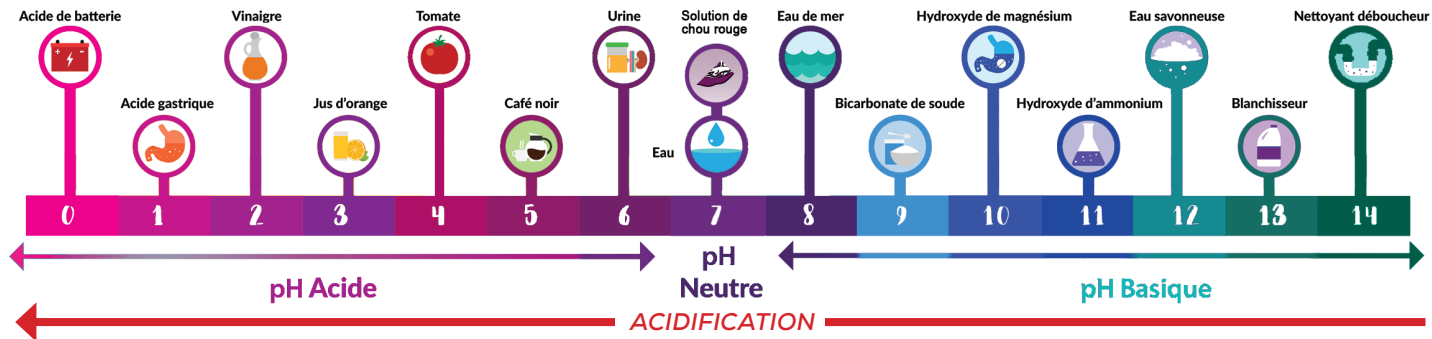 Acide de batterie
Vinaigre
Tomate
Urine
Solution de
chou rouge
Eau de mer
Hydroxyde de magnésium
Eau savonneuse
Nettoyant déboucheur
Acide gastrique
Jus d'orange
Café noir
Eau
Bicarbonate de soude
Hydroxyde d'ammonium
Blanchisseur
0 1 2 3 4 5 6 7 8 9 10 11 12 13 14
pH Acide
pH
Neutre
pH Basique
ACIDIFICATION